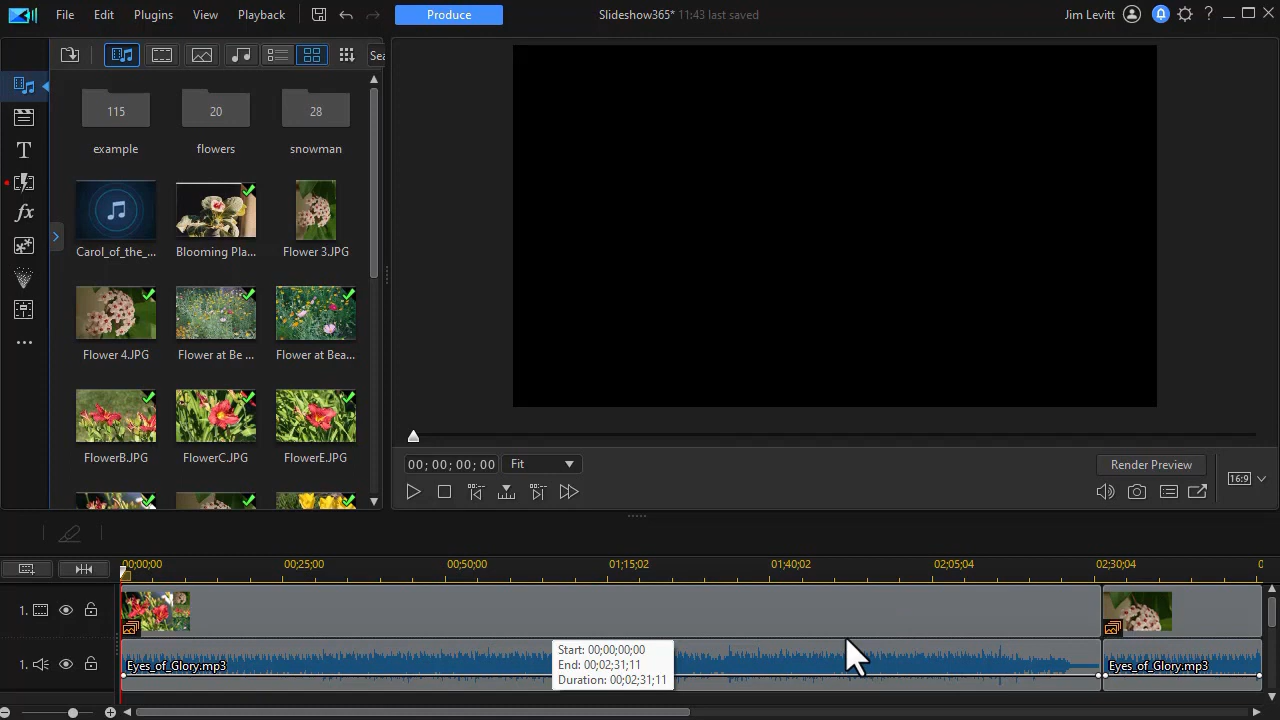 File Edit Plugins View Playback Produce Slideshow365* 11:43 last saved Jim Levitt ?
Sea
115 20 28
example flowers snowman
Carol_of_the_... Blooming Pla... Flower 3.JPG
Flower 4.JPG Flower at Be ... Flower at Bea...
FlowerB.JPG FlowerC.JPG FlowerE.JPG
T
fx
00; 00; 00; 00 Fit Render Preview
16:9
00;00;00 00;25;00 00;50;00 01;15;02 01;40;02 02;05;04 02;30;04 0
1.
1. Eyes_of_Glory.mp3 Eyes_of_Glory.mp3
Start: 00;00;00;00
End: 00;02;31;11
Duration: 00;02;31;11